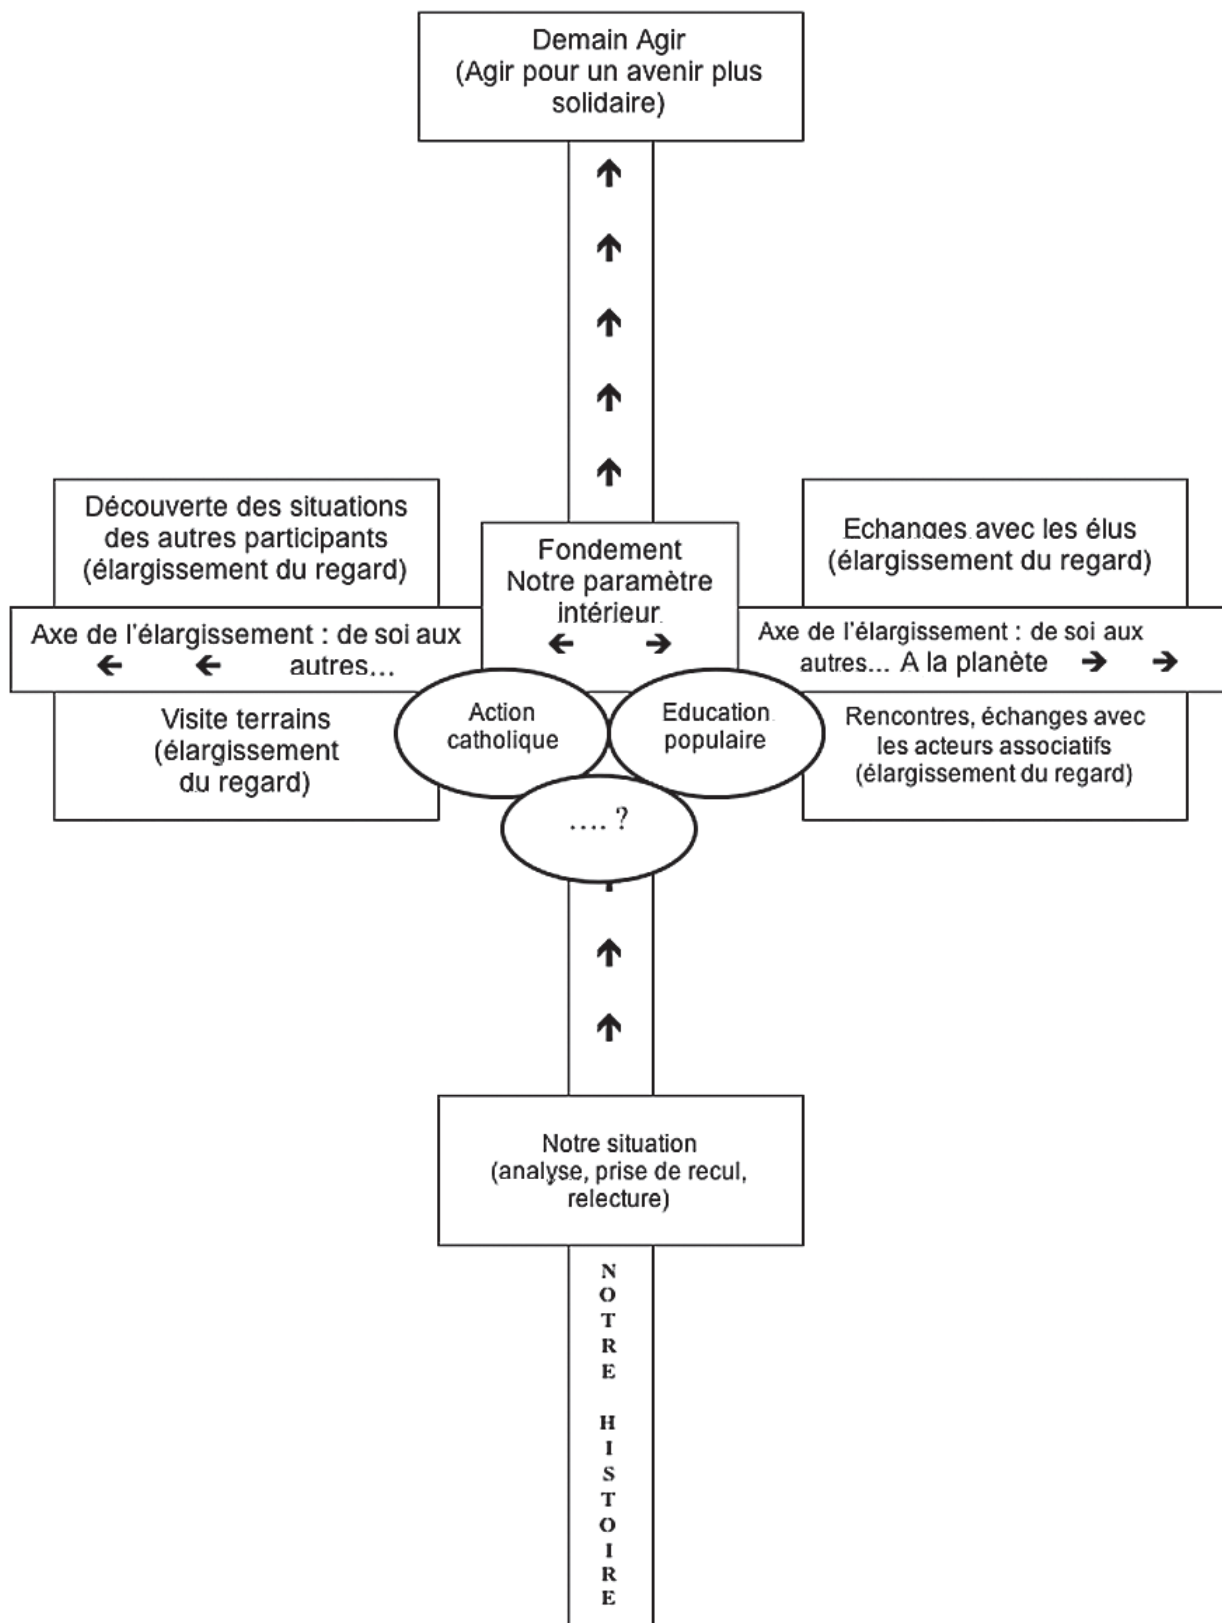 Demain Agir
(Agir pour un avenir plus
solidaire)
Découverte des situations
des autres participants
(élargissement du regard)
Fondement
Notre paramètre
intérieur
Echanges avec les élus
(élargissement du regard)
Axe de l'élargissement : de soi aux
autres…
Axe de l'élargissement : de soi aux
autres… A la planète
Visite terrains
(élargissement
du regard)
Action
catholique
Education
populaire
Rencontres, échanges avec
les acteurs associatifs
(élargissement du regard)
…. ?
Notre situation
(analyse, prise de recul,
relecture)
NOTRE HISTOIRE